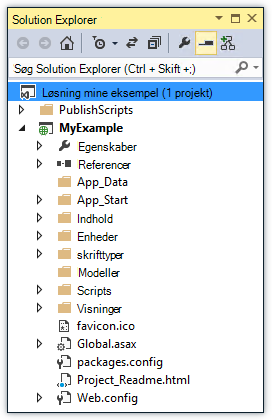 Solution Explorer
Søg Solution Explorer (Ctrl + Skift +;)
Løsning mine eksempel (1 projekt)
PublishScripts
MyExample
Egenskaber
Referencer
App_Data
App_Start
Indhold
Enheder
skrifttyper
Modeller
Scripts
Visninger
favicon.ico
Global.asax
packages.config
Project_Readme.html
Web.config